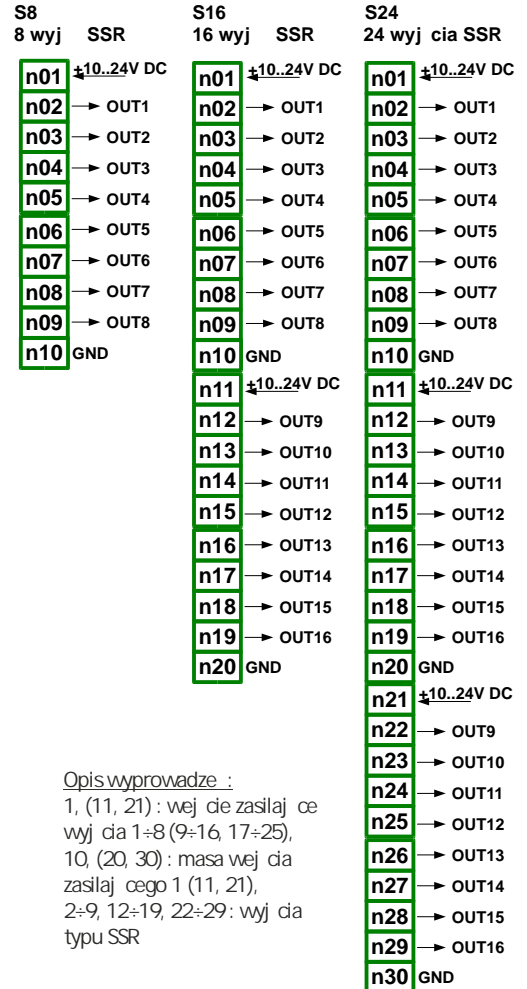 S8
8 wyj SSR
n01 +10..24V DC
n02 OUT1
n03 OUT2
n04 OUT3
n05 OUT4
n06 OUT5
n07 OUT6
n08 OUT7
n09 OUT8
n10 GND
S16
16 wyj SSR
n01 +10..24V DC
n02 OUT1
n03 OUT2
n04 OUT3
n05 OUT4
n06 OUT5
n07 OUT6
n08 OUT7
n09 OUT8
n10 GND
n11 +10..24V DC
n12 OUT9
n13 OUT10
n14 OUT11
n15 OUT12
n16 OUT13
n17 OUT14
n18 OUT15
n19 OUT16
n20 GND
S24
24 wyj cia SSR
n01 +10..24V DC
n02 OUT1
n03 OUT2
n04 OUT3
n05 OUT4
n06 OUT5
n07 OUT6
n08 OUT7
n09 OUT8
n10 GND
n11 +10..24V DC
n12 OUT9
n13 OUT10
n14 OUT11
n15 OUT12
n16 OUT13
n17 OUT14
n18 OUT15
n19 OUT16
n20 GND
n21 +10..24V DC
n22 OUT9
n23 OUT10
n24 OUT11
n25 OUT12
n26 OUT13
n27 OUT14
n28 OUT15
n29 OUT16
n30 GND
Opis wyprowadze :
1, (11, 21) : wej cie zasilaj ce
wyj cia 1÷8 (9÷16, 17÷25),
10, (20, 30) : masa wej cia
zasilaj cego 1 (11, 21),
2÷9, 12÷19, 22÷29 : wyj cia
typu SSR